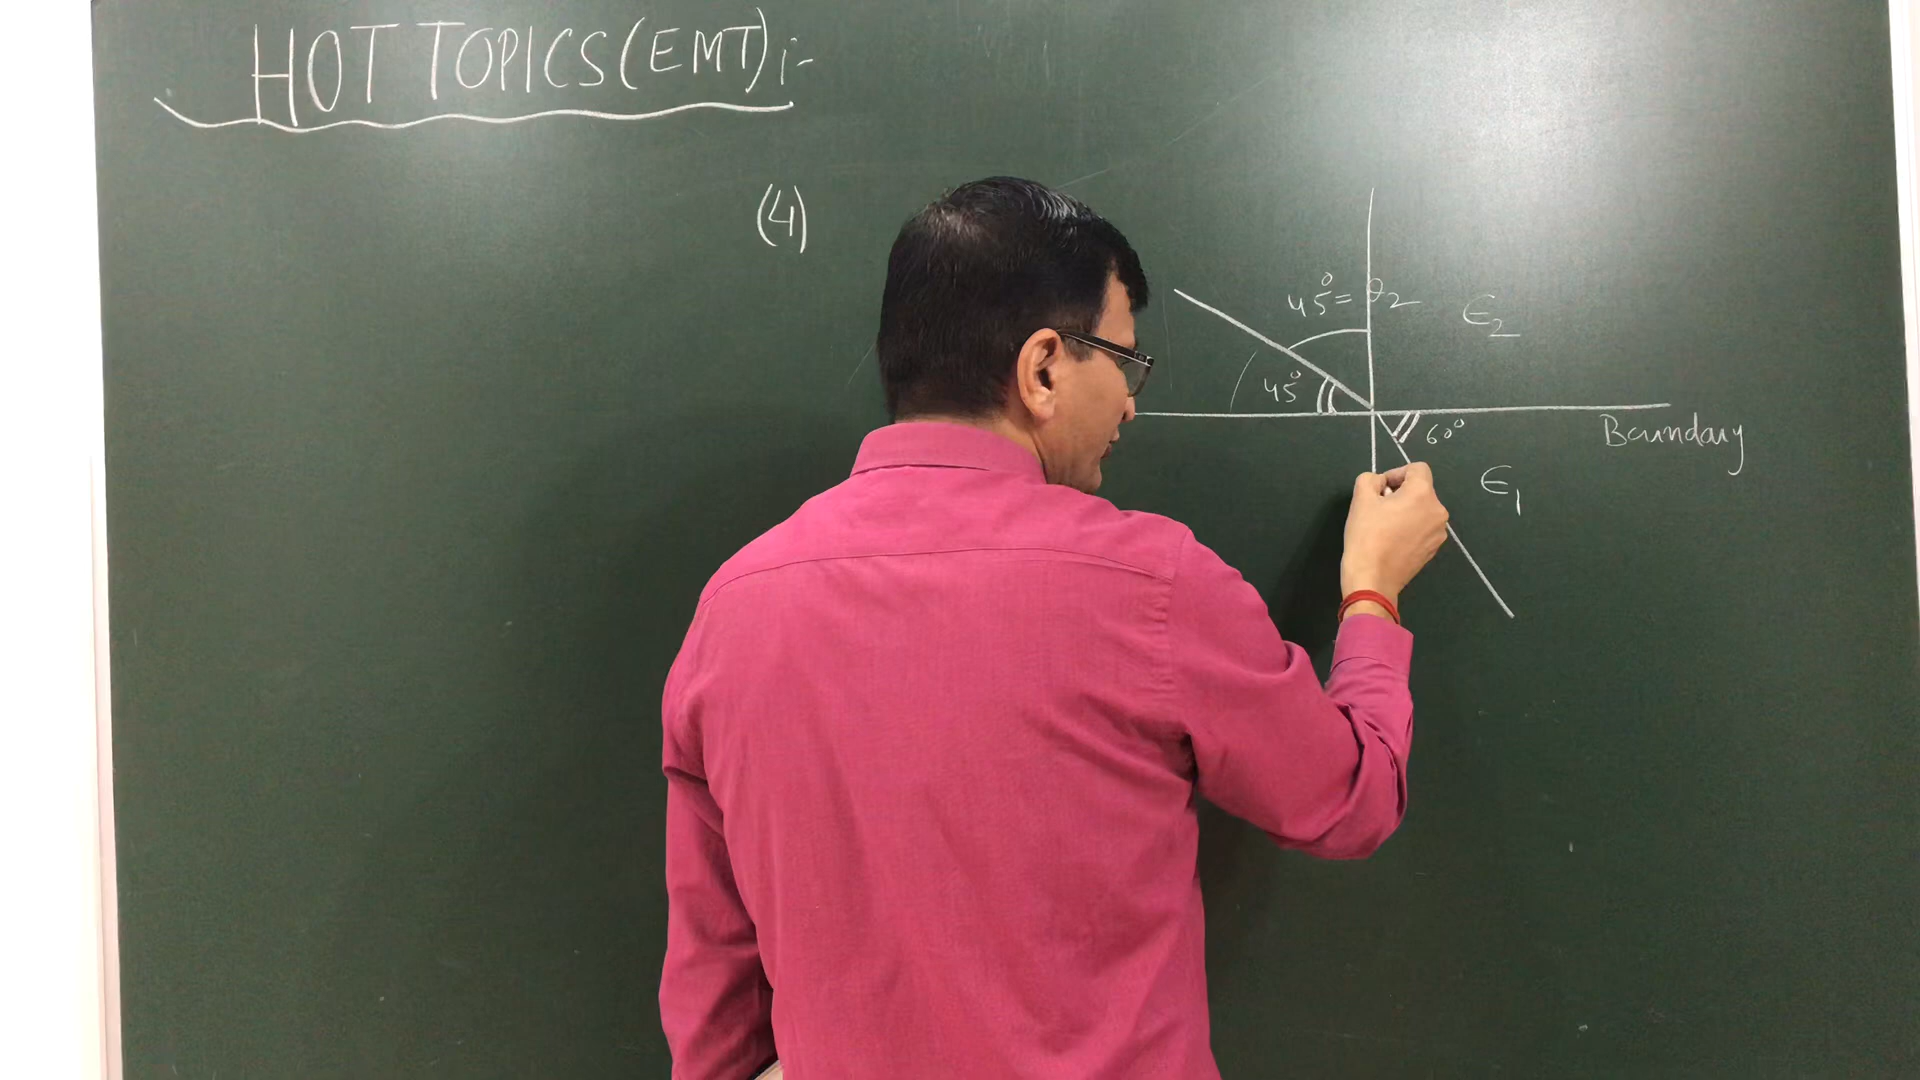 HOT TOPICS (EMT) :-
(4)
45° = θ2
∈2
45°
60°
Boundary
∈1